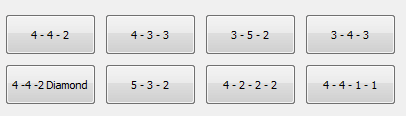 4 - 4 - 2
4 - 3 - 3
3 - 5 - 2
3 - 4 - 3
4 -4 -2 Diamond
5 - 3 - 2
4 - 2 - 2 - 2
4 - 4 - 1 - 1